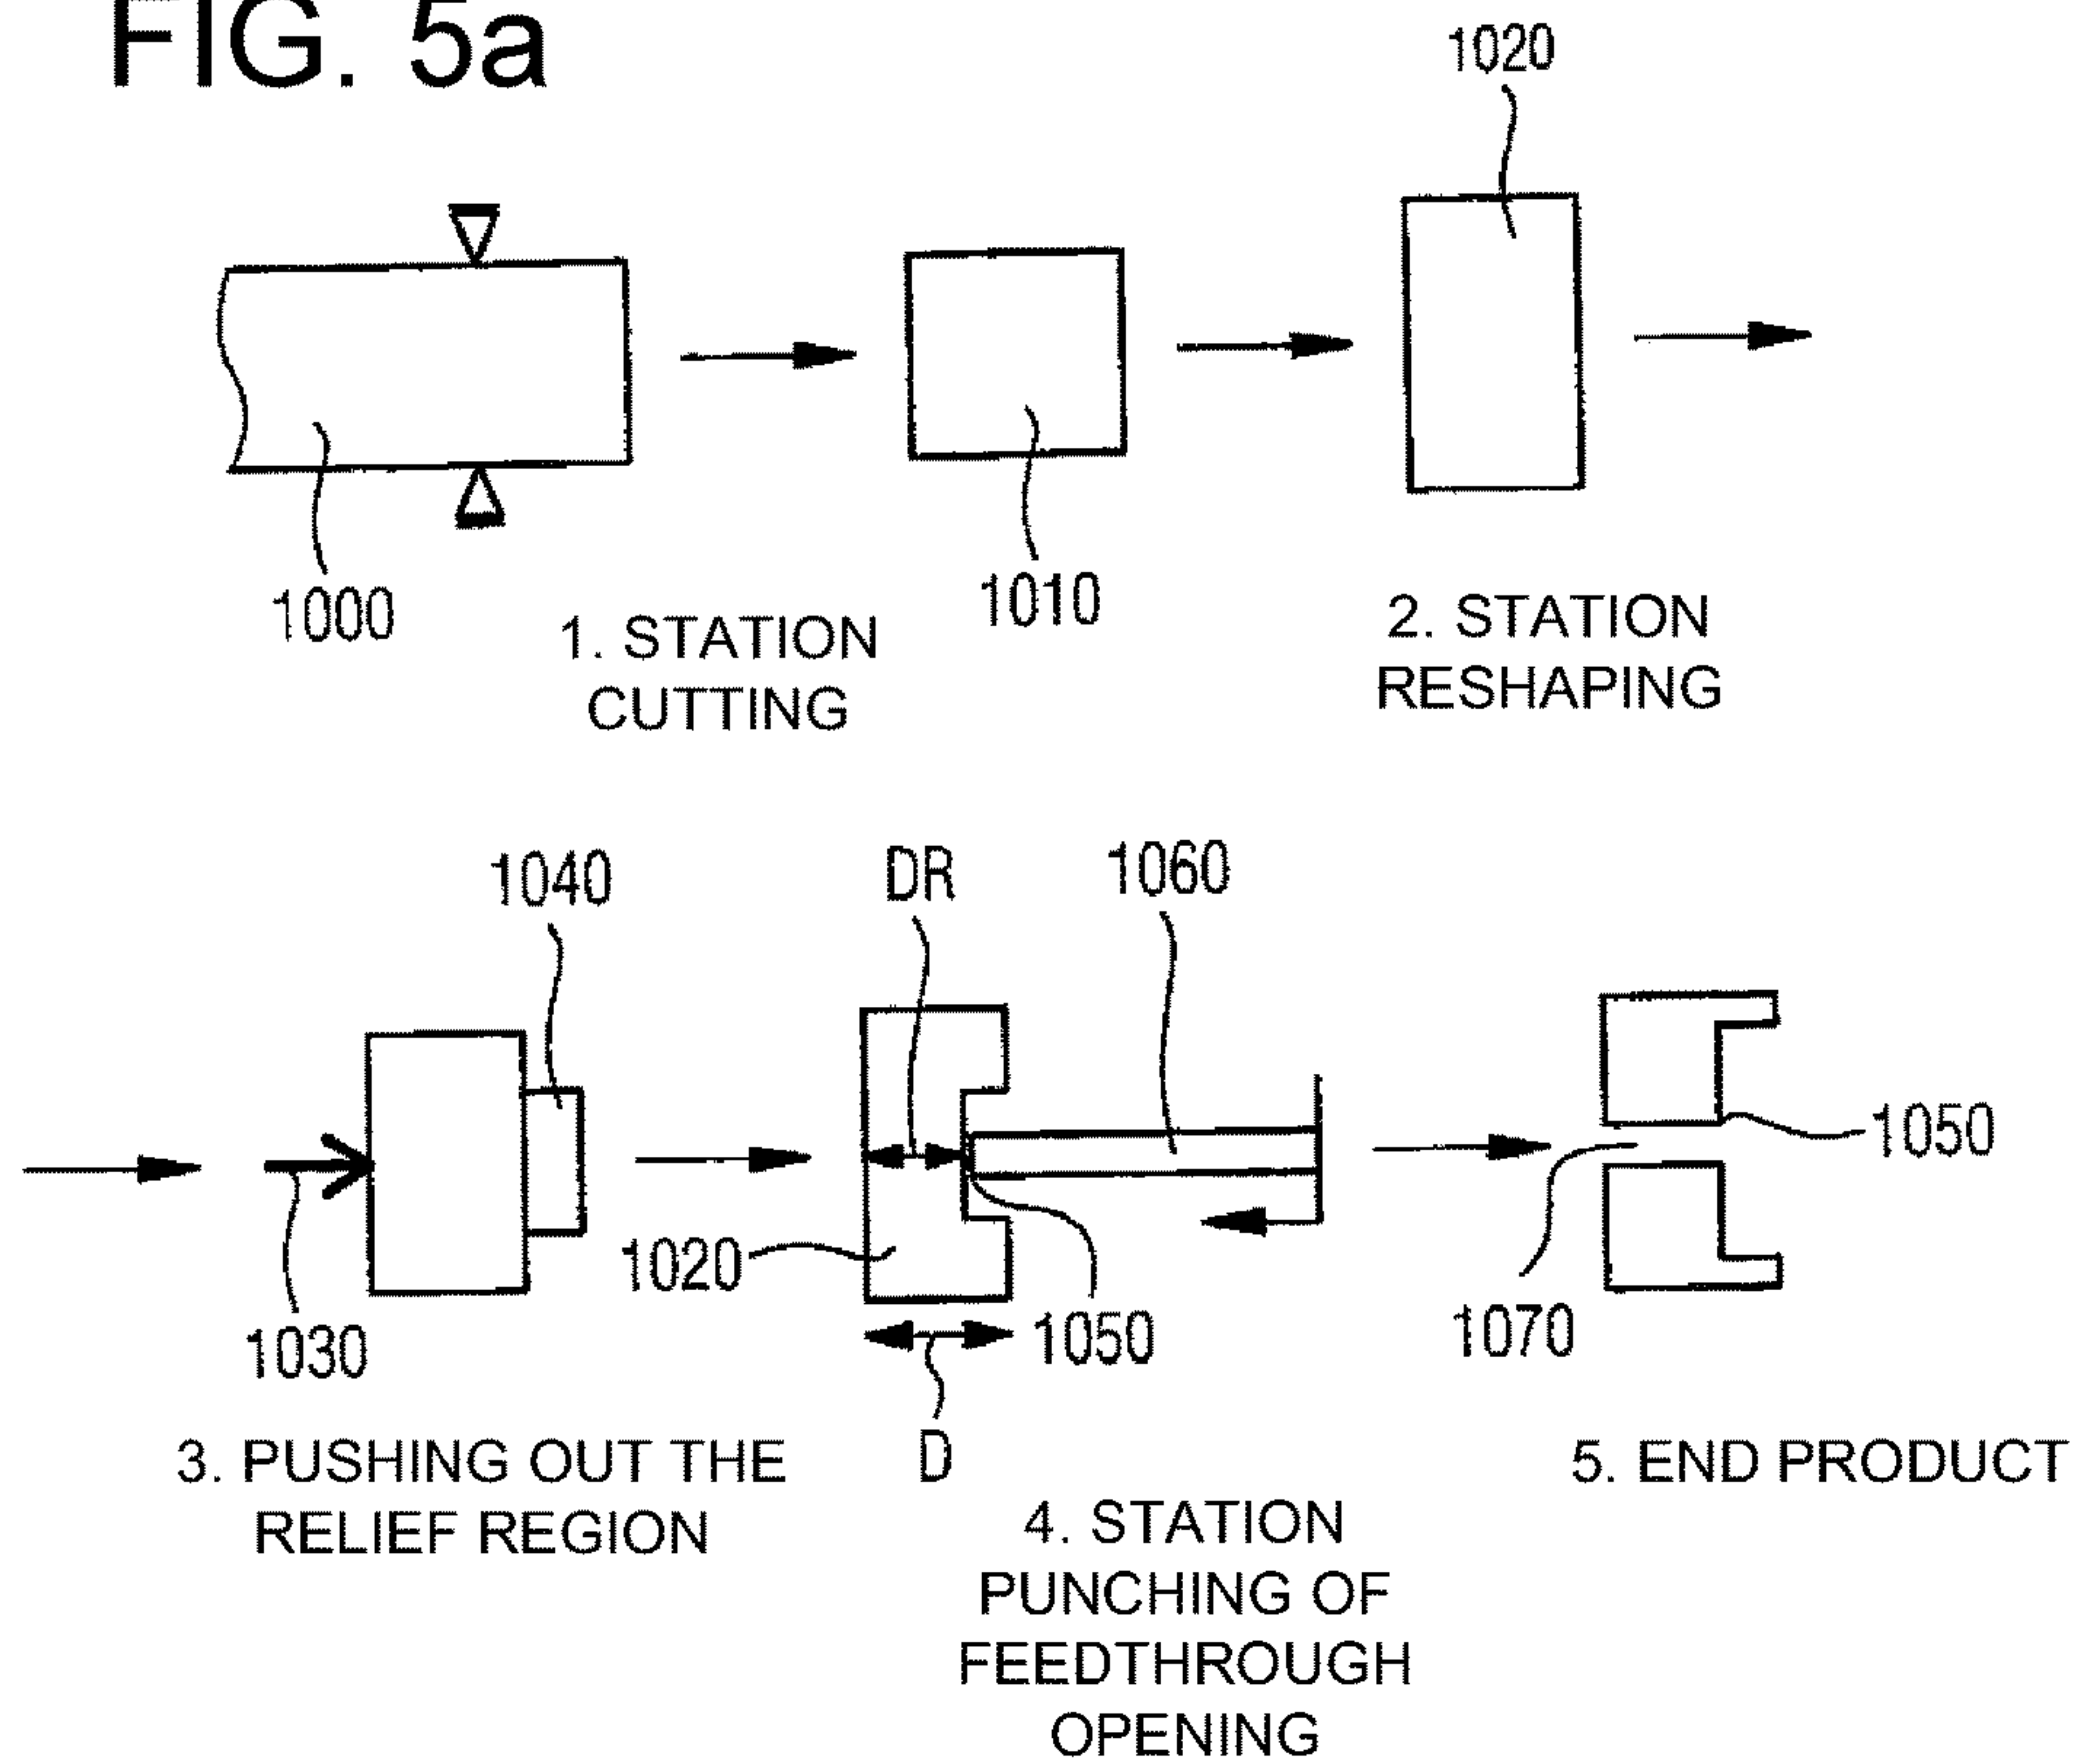 FIG. 5a
1020
1000
1010
1. STATION
CUTTING
2. STATION
RESHAPING
1040
DR
1060
1050
1020
1030
1050
1070
D
3. PUSHING OUT THE
RELIEF REGION
4. STATION
PUNCHING OF
FEEDTHROUGH
OPENING
5. END PRODUCT